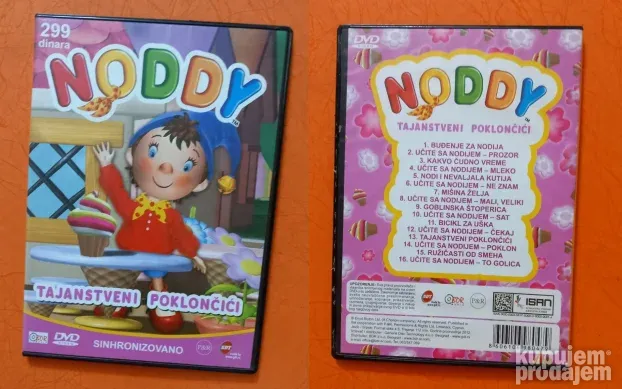 299
dinara
NODDY
TAJANSTVENI POKLONČIĆI
DVD
SINHRONIZOVANO
P&R
DVD
NODDY
TAJANSTVENI POKLONČIĆI
1. BUĐENJE ZA NODIJA
2. UČITE SA NODIJEM – PROZOR
3. KAKVO ČUDNO VREME
4. UČITE SA NODIJEM – MLEKO
5. NODI I NEVALJALA KUTIJA
6. UČITE SA NODIJEM – NE ZNAM
7. MIŠINA ŽELJA
8. UČITE SA NODIJEM – MALI, VELIKI
9. GOBLINSKA ŠTOPERICA
10. UČITE SA NODIJEM – SAT
11. BICIKL ZA UŠKA
12. UČITE SA NODIJEM – ČEKAJ
13. TAJANSTVENI POKLONČIĆI
14. UČITE SA NODIJEM – POKLON
15. RUŽIČASTI OD SMEHA
16. UČITE SA NODIJEM – TO GOLICA
P&R
ISAN
kupujem
prodajem